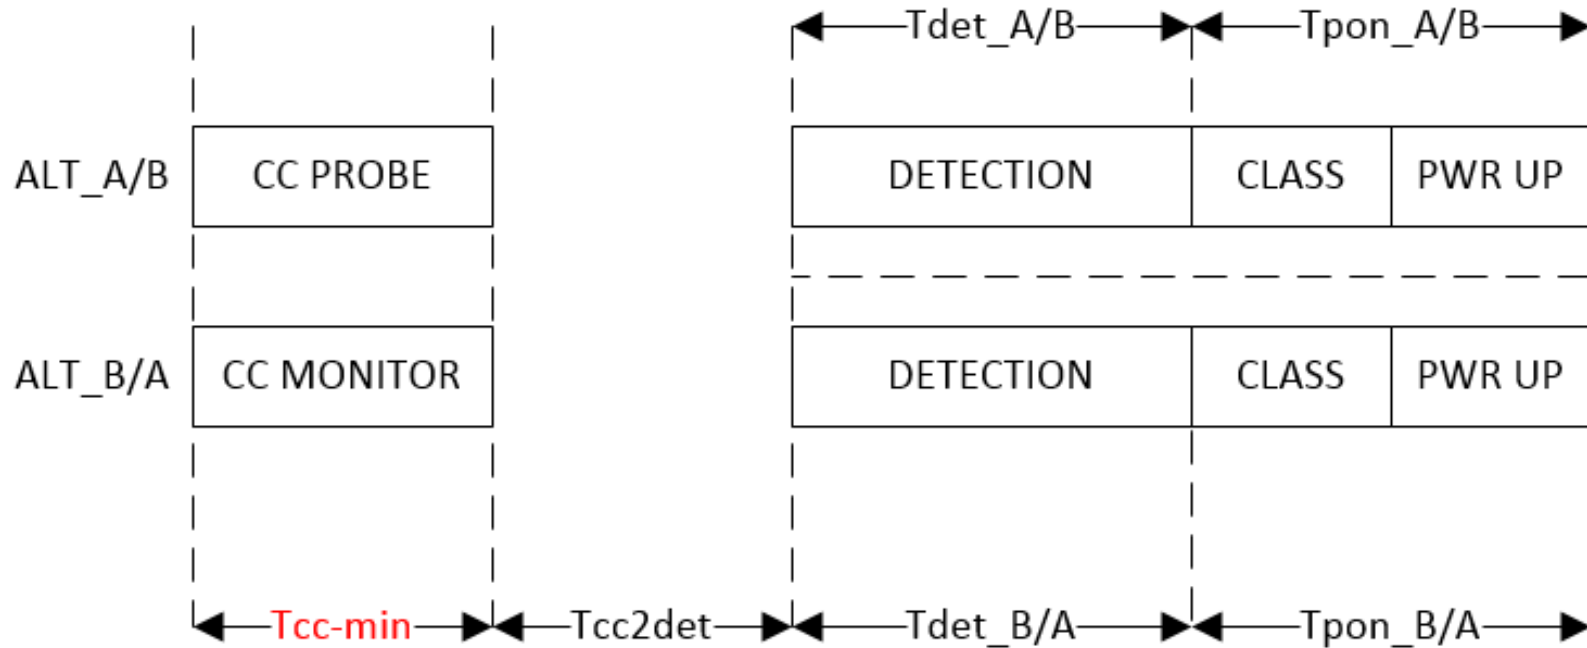 Tdet_A/B Tpon_A/B
ALT_A/B CC PROBE DETECTION CLASS PWR UP
ALT_B/A CC MONITOR DETECTION CLASS PWR UP
Tcc-min Tcc2det Tdet_B/A Tpon_B/A